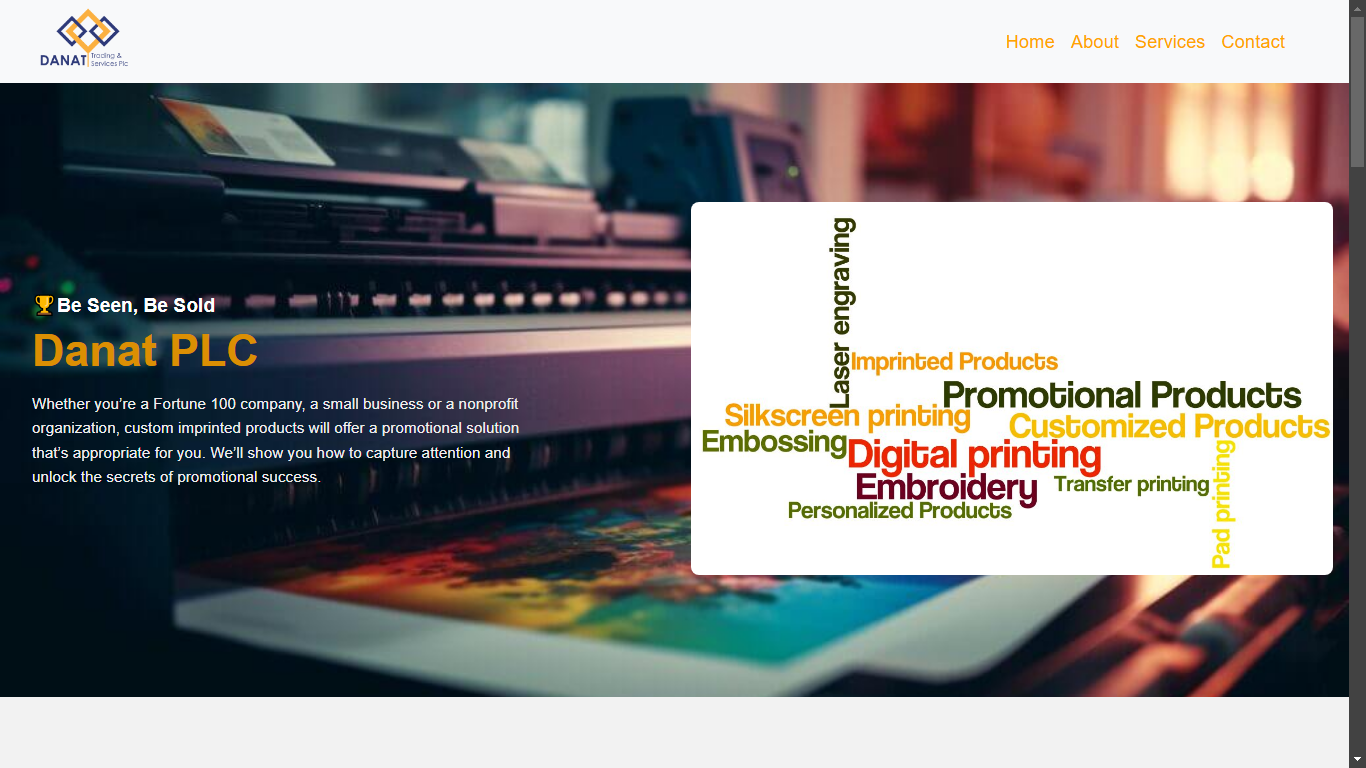 DANAT Trading &
Services Plc
Home About Services Contact
🏆Be Seen, Be Sold
Danat PLC
Whether you’re a Fortune 100 company, a small business or a nonprofit
organization, custom imprinted products will offer a promotional solution
that’s appropriate for you. We’ll show you how to capture attention and
unlock the secrets of promotional success.
Laser engraving
Imprinted Products
Promotional Products
Silkscreen printing
Customized Products
Embossing
Digital printing
Embroidery
Transfer printing
Personalized Products
Pad printing